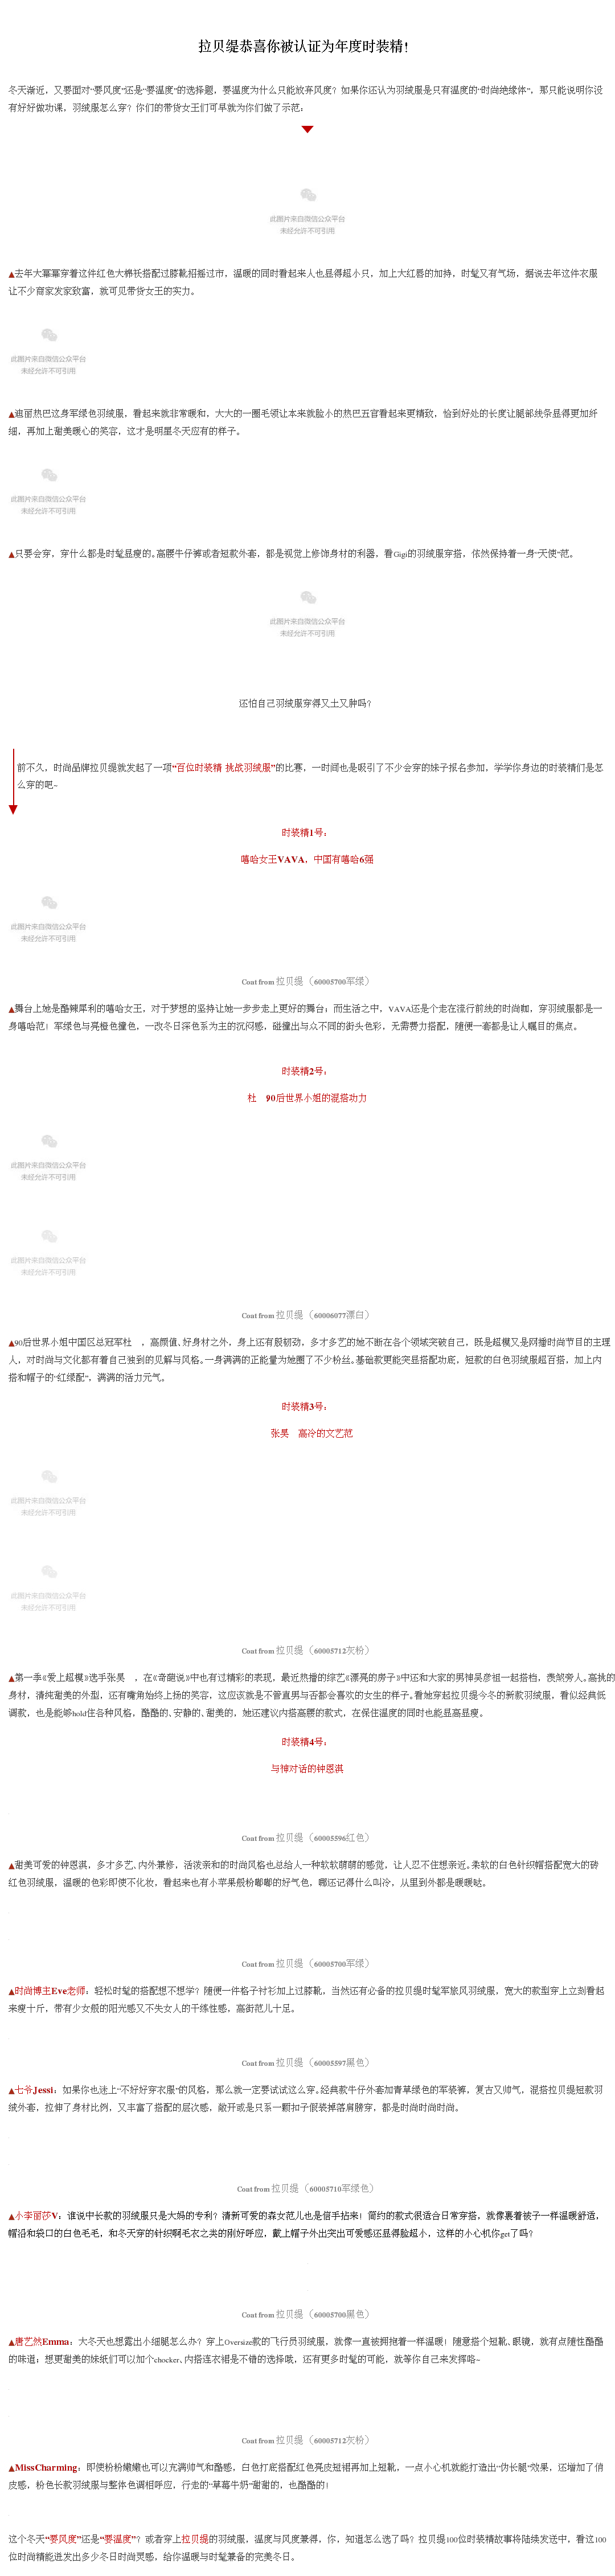 拉贝缇恭喜你被认证为年度时装精！
冬天渐近，又要面对“要风度”还是“要温度”的选择题，要温度为什么只能放弃风度？如果你还认为羽绒服是只有温度的“时尚绝缘体”，那只能说明你没
有好好做功课，羽绒服怎么穿？你们的带货女王们可早就为你们做了示范：
此图片来自微信公众平台
未经允许不可引用
▲去年大幂幂穿着这件红色大棉袄搭配过膝靴招摇过市，温暖的同时看起来人也显得超小只，加上大红唇的加持，时髦又有气场，据说去年这件衣服
让不少商家发家致富，就可见带货女王的实力。
此图片来自微信公众平台
未经允许不可引用
▲迪丽热巴这身军绿色羽绒服，看起来就非常暖和，大大的一圈毛领让本来就脸小的热巴五官看起来更精致，恰到好处的长度让腿部线条显得更加纤
细，再加上甜美暖心的笑容，这才是明星冬天应有的样子。
此图片来自微信公众平台
未经允许不可引用
▲只要会穿，穿什么都是时髦显瘦的。高腰牛仔裤或者短款外套，都是视觉上修饰身材的利器，看Gigi的羽绒服穿搭，依然保持着一身“天使”范。
此图片来自微信公众平台
未经允许不可引用
还怕自己羽绒服穿得又土又肿吗？
前不久，时尚品牌拉贝缇就发起了一项“百位时装精 挑战羽绒服”的比赛，一时间也是吸引了不少会穿的妹子报名参加，学学你身边的时装精们是怎
么穿的吧~
时装精1号：
嘻哈女王VAVA，中国有嘻哈6强
此图片来自微信公众平台
未经允许不可引用
Coat from 拉贝缇（60005700军绿）
▲舞台上她是酷辣犀利的嘻哈女王，对于梦想的坚持让她一步步走上更好的舞台；而生活之中，VAVA还是个走在流行前线的时尚咖，穿羽绒服都是一
身嘻哈范！军绿色与亮橙色撞色，一改冬日深色系为主的沉闷感，碰撞出与众不同的街头色彩，无需费力搭配，随便一套都是让人瞩目的焦点。
时装精2号：
杜 90后世界小姐的混搭功力
此图片来自微信公众平台
未经允许不可引用
此图片来自微信公众平台
未经允许不可引用
Coat from 拉贝缇（60006077漂白）
▲90后世界小姐中国区总冠军杜 ，高颜值、好身材之外，身上还有股韧劲，多才多艺的她不断在各个领域突破自己，既是超模又是网播时尚节目的主理
人，对时尚与文化都有着自己独到的见解与风格。一身满满的正能量为她圈了不少粉丝。基础款更能突显搭配功底，短款的白色羽绒服超百搭，加上内
搭和帽子的“红绿配”，满满的活力元气。
时装精3号：
张昊 高冷的文艺范
此图片来自微信公众平台
未经允许不可引用
此图片来自微信公众平台
未经允许不可引用
Coat from 拉贝缇（60005712灰粉）
▲第一季《爱上超模》选手张昊 ，在《奇葩说》中也有过精彩的表现，最近热播的综艺《漂亮的房子》中还和大家的男神吴彦祖一起搭档，羡煞旁人。高挑的
身材，清纯甜美的外型，还有嘴角始终上扬的笑容，这应该就是不管直男与否都会喜欢的女生的样子。看她穿起拉贝缇今冬的新款羽绒服，看似经典低
调款，也是能够hold住各种风格，酷酷的、安静的、甜美的，她还建议内搭高腰的款式，在保住温度的同时也能显高显瘦。
时装精4号：
与神对话的钟恩淇
Coat from 拉贝缇（60005596红色）
▲甜美可爱的钟恩淇，多才多艺、内外兼修，活泼亲和的时尚风格也总给人一种软软萌萌的感觉，让人忍不住想亲近。柔软的白色针织帽搭配宽大的砖
红色羽绒服，温暖的色彩即使不化妆，看起来也有小苹果般粉嘟嘟的好气色，哪还记得什么叫冷，从里到外都是暖暖哒。
Coat from 拉贝缇（60005700军绿）
▲时尚博主Eve老师：轻松时髦的搭配想不想学？随便一件格子衬衫加上过膝靴，当然还有必备的拉贝缇时髦军旅风羽绒服，宽大的款型穿上立刻看起
来瘦十斤，带有少女般的阳光感又不失女人的干练性感，高街范儿十足。
Coat from 拉贝缇（60005597黑色）
▲七爷Jessi：如果你也迷上“不好好穿衣服”的风格，那么就一定要试试这么穿。经典款牛仔外套加青草绿色的军装裤，复古又帅气，混搭拉贝缇短款羽
绒外套，拉伸了身材比例，又丰富了搭配的层次感，敞开或是只系一颗扣子假装掉落肩膀穿，都是时尚时尚时尚。
Coat from 拉贝缇（60005710军绿色）
▲小李丽莎V：谁说中长款的羽绒服只是大妈的专利？清新可爱的森女范儿也是信手拈来！简约的款式很适合日常穿搭，就像裹着被子一样温暖舒适，
帽沿和袋口的白色毛毛，和冬天穿的针织啊毛衣之类的刚好呼应，戴上帽子外出突出可爱感还显得脸超小，这样的小心机你get了吗？
Coat from 拉贝缇（60005700黑色）
▲唐艺然Emma：大冬天也想露出小细腿怎么办？穿上Oversize款的飞行员羽绒服，就像一直被拥抱着一样温暖！随意搭个短靴、眼镜，就有点随性酷酷
的味道；想更甜美的妹纸们可以加个chocker、内搭连衣裙是不错的选择哦，还有更多时髦的可能，就等你自己来发挥咯~
Coat from 拉贝缇（60005712灰粉）
▲MissCharming：即使粉粉嫩嫩也可以充满帅气和酷感，白色打底搭配红色亮皮短裙再加上短靴，一点小心机就能打造出“伪长腿”效果，还增加了俏
皮感，粉色长款羽绒服与整体色调相呼应，行走的“草莓牛奶”甜甜的，也酷酷的！
这个冬天“要风度”还是“要温度”？或者穿上拉贝缇的羽绒服，温度与风度兼得，你，知道怎么选了吗？拉贝缇100位时装精故事将陆续发送中，看这100
位时尚精能迸发出多少冬日时尚灵感，给你温暖与时髦兼备的完美冬日。